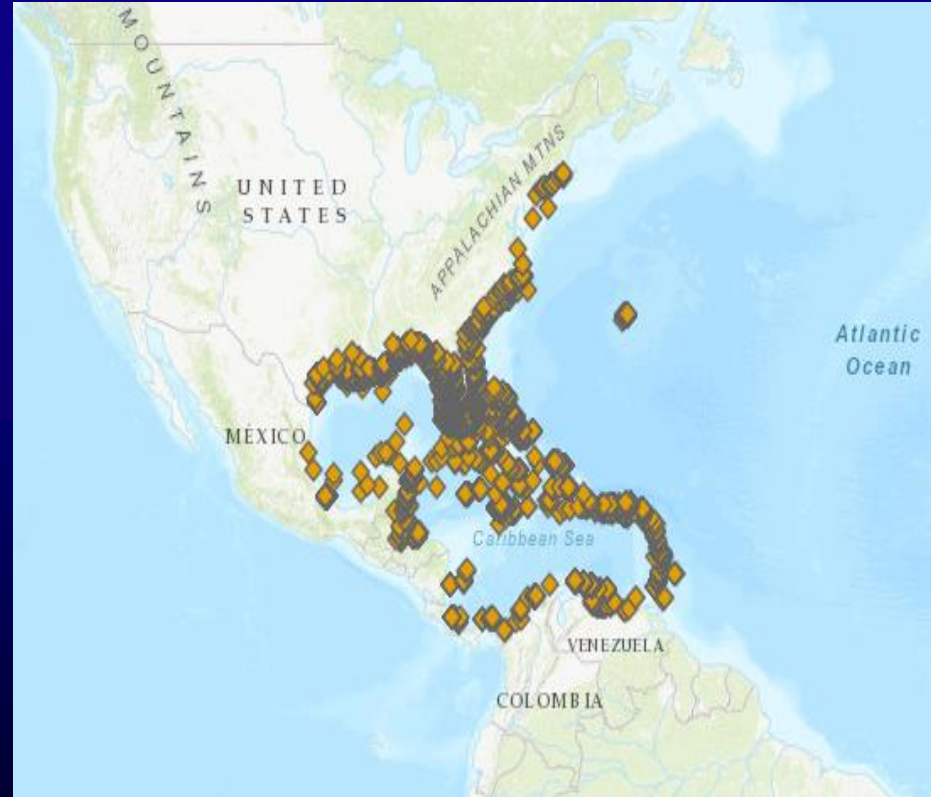 MOUNTAINS
UNITED
STATES
APPALACHIAN MTNS
Atlantic
Ocean
MÉXICO
Caribbean Sea
VENEZUELA
COLOMBIA